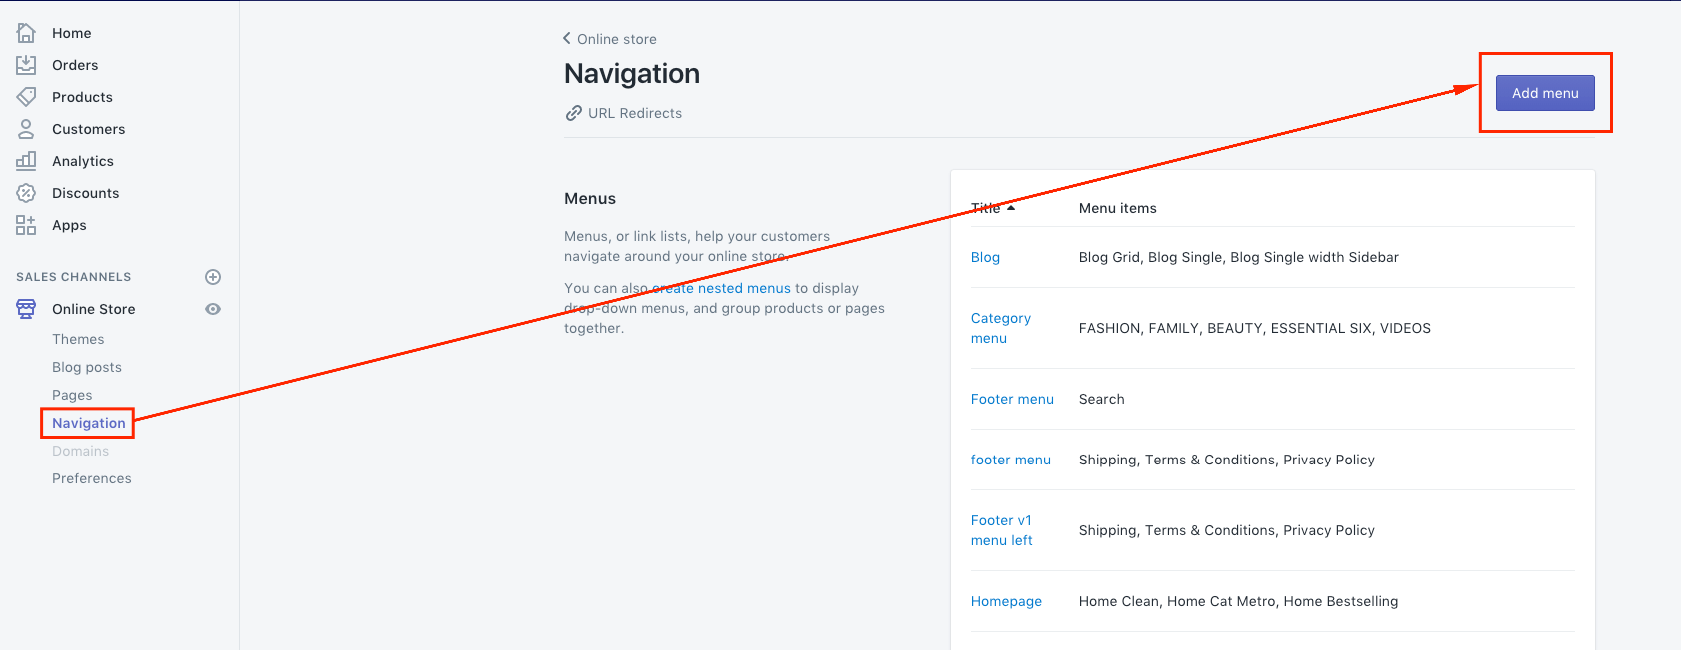 Home
Orders
Products
Customers
Analytics
Discounts
Apps
SALES CHANNELS
Online Store
Themes
Blog posts
Pages
Navigation
Domains
Preferences
Online store
Navigation
URL Redirects
Add menu
Menus
Menus, or link lists, help your customers
navigate around your online store.
You can also create nested menus to display
drop-down menus, and group products or pages
together.
Title Menu items
Blog Blog Grid, Blog Single, Blog Single width Sidebar
Category
menu
FASHION, FAMILY, BEAUTY, ESSENTIAL SIX, VIDEOS
Footer menu Search
footer menu Shipping, Terms & Conditions, Privacy Policy
Footer v1
menu left
Shipping, Terms & Conditions, Privacy Policy
Homepage Home Clean, Home Cat Metro, Home Bestselling